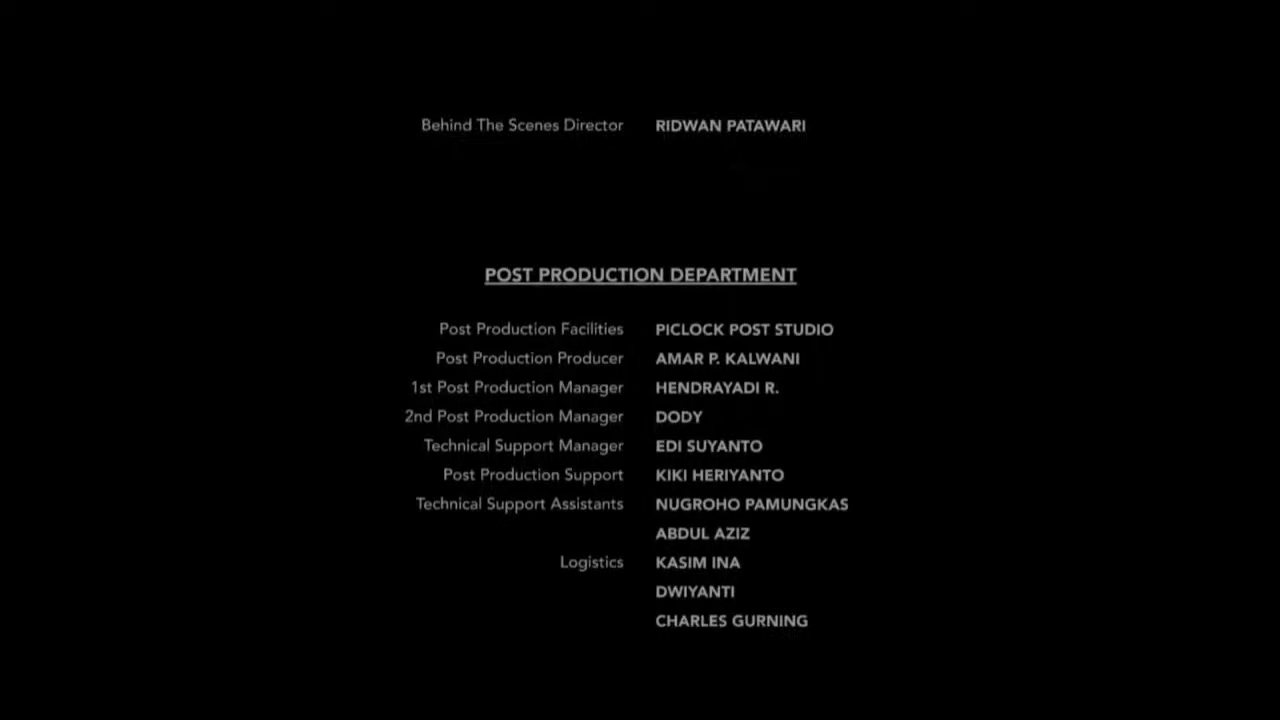 Behind The Scenes Director RIDWAN PATAWARI
POST PRODUCTION DEPARTMENT
Post Production Facilities PICLOCK POST STUDIO
Post Production Producer AMAR P. KALWANI
1st Post Production Manager HENDRAYADI R.
2nd Post Production Manager DODY
Technical Support Manager EDI SUYANTO
Post Production Support KIKI HERIYANTO
Technical Support Assistants NUGROHO PAMUNGKAS
ABDUL AZIZ
Logistics KASIM INA
DWIYANTI
CHARLES GURNING